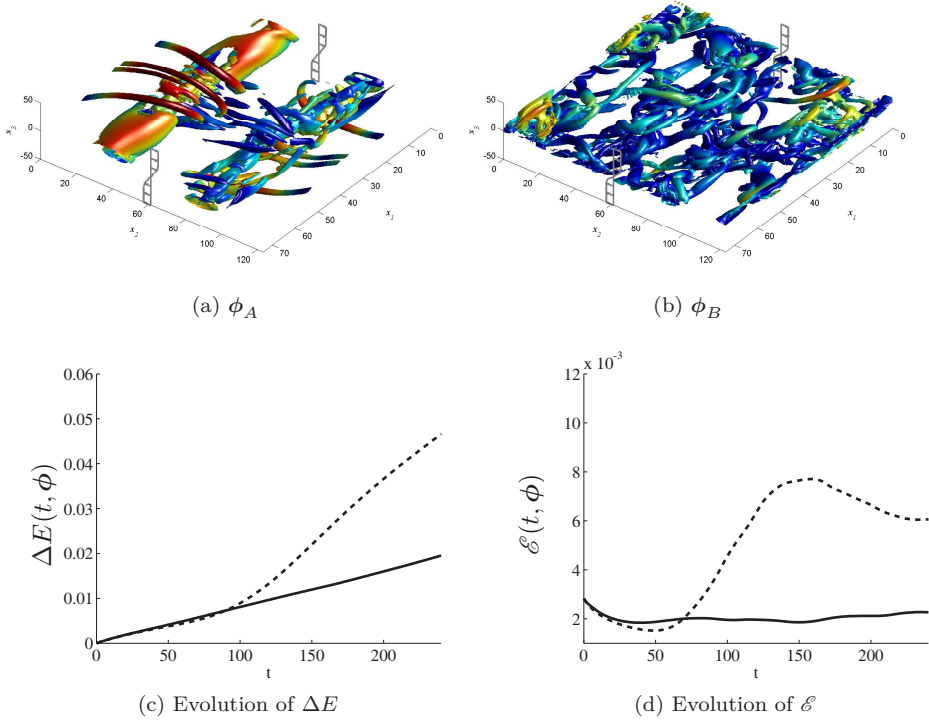 50
0
-50
x₃
0
20
40
60
80
100
120
x₂
0
10
20
30
40
50
60
70
x₁
50
0
-50
x₃
0
20
40
60
80
100
120
x₂
0
10
20
30
40
50
60
70
x₁
(a) ϕ_A
(b) ϕ_B
0.06
0.05
0.04
0.03
0.02
0.01
0
ΔE(t, ϕ)
0 50 100 150 200
t
(c) Evolution of ΔE
x 10⁻³
12
10
8
6
4
2
ℰ(t, ϕ)
0 50 100 150 200
t
(d) Evolution of ℰ